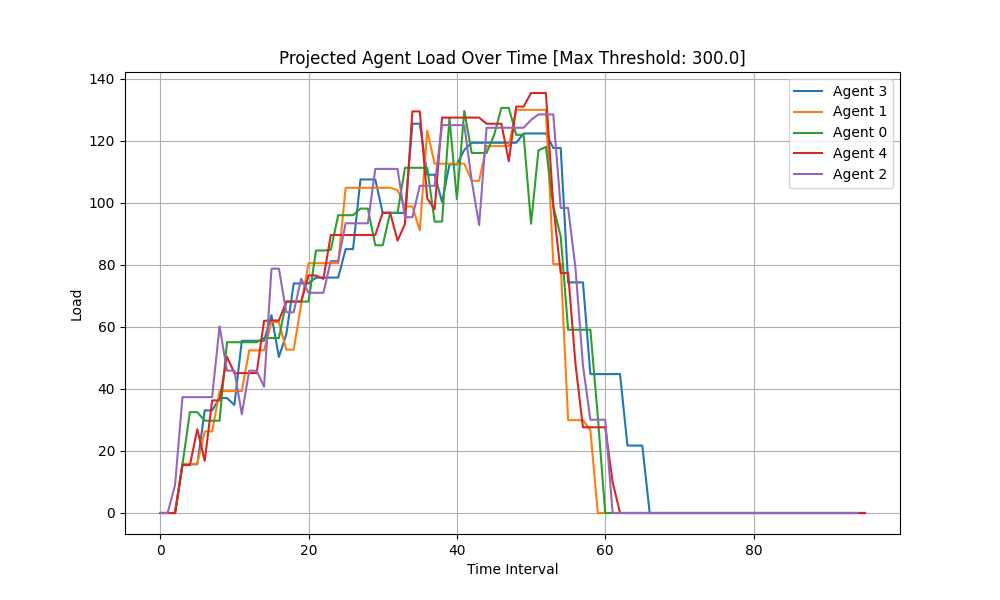 Projected Agent Load Over Time [Max Threshold: 300.0]
140
120
100
80
60
40
20
0
Load
0
20
40
60
80
Time Interval
Agent 3
Agent 1
Agent 0
Agent 4
Agent 2